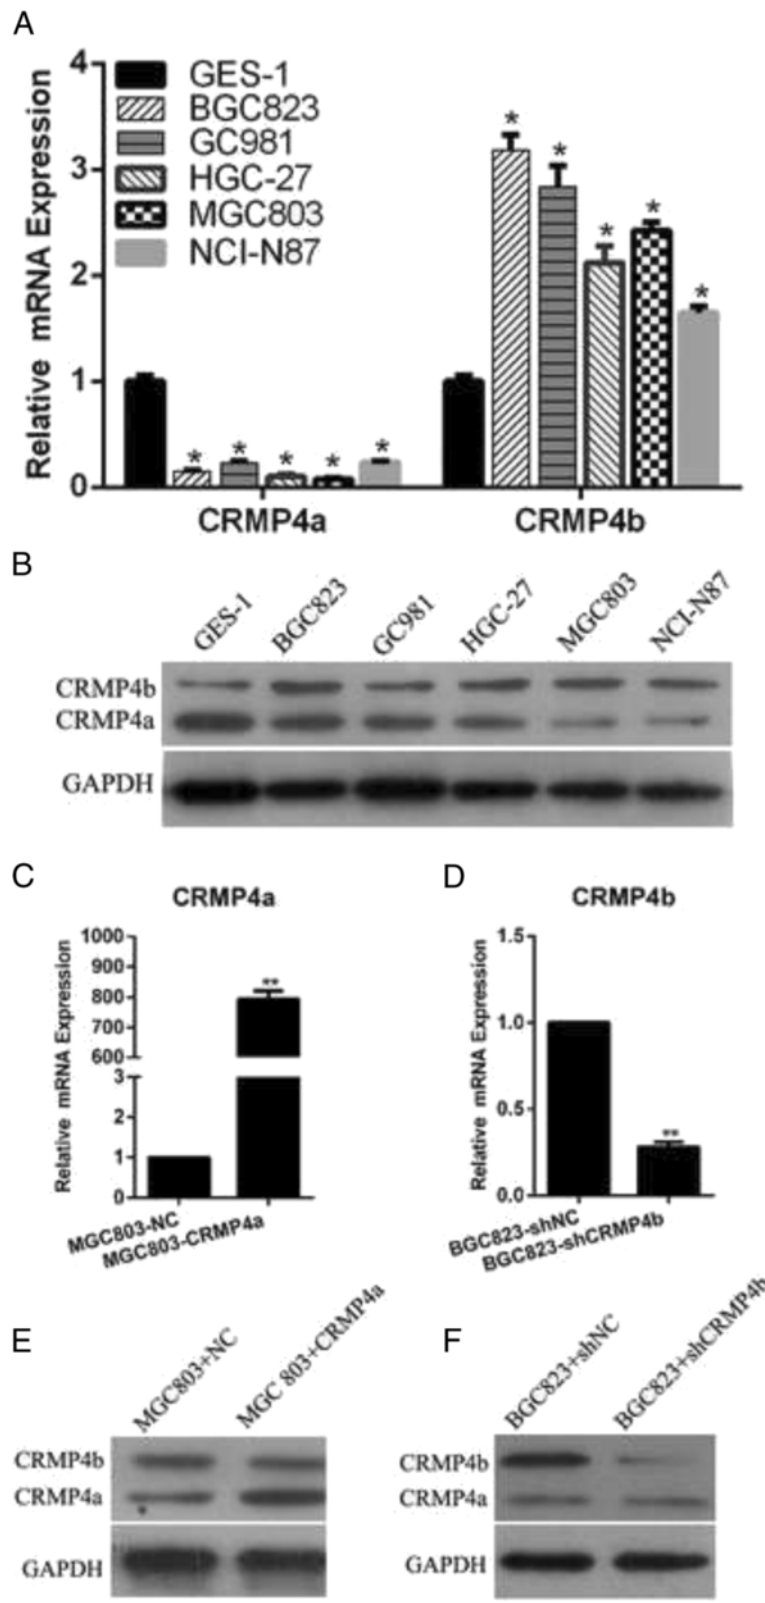 A
Relative mRNA Expression
4
3
2
1
0
GES-1
BGC823
GC981
HGC-27
MGC803
NCI-N87
* * * * *
* * * * *
CRMP4a CRMP4b
B
GES-1 BGC823 GC981 HGC-27 MGC803 NCI-N87
CRMP4b
CRMP4a
GAPDH
C
CRMP4a
Relative mRNA Expression
1000
900
800
700
600
3
2
1
0
**
MGC803-NC
MGC803-CRMP4a
D
CRMP4b
Relative mRNA Expression
1.5
1.0
0.5
0.0
**
BGC823-shNC
BGC823-shCRMP4b
E
MGC803+NC MGC 803+CRMP4a
CRMP4b
CRMP4a
GAPDH
F
BGC823+shNC BGC823+shCRMP4b
CRMP4b
CRMP4a
GAPDH